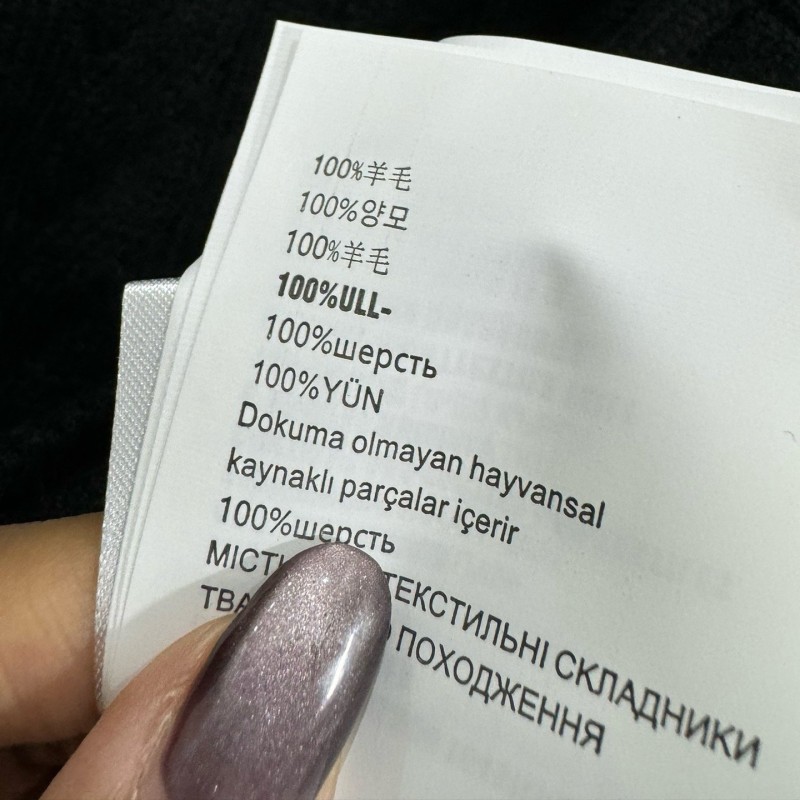 100%羊毛
100%양모
100%羊毛
100%ULL-
100%шерсть
100%YÜN
Dokuma olmayan hayvansal
kaynaklı parçalar içerir
100%шерсть
СКЛАДНИКИ
ПОХОДЖЕННЯ